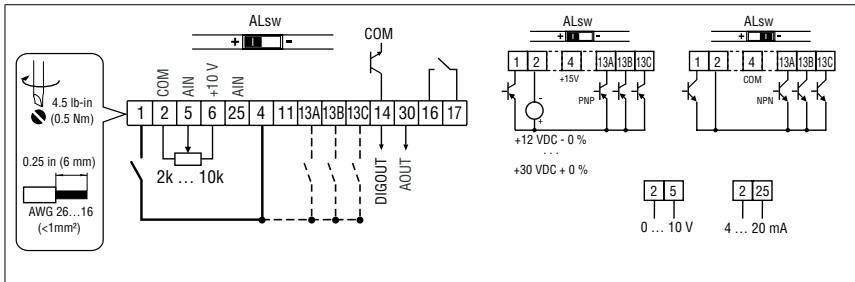 ALsw
+ -
COM
4.5 lb-in
(0.5 Nm)
0.25 in (6 mm)
AWG 26…16
(<1mm²)
COM
AIN
+10 V
AIN
1 2 5 6 25 4 11 13A 13B 13C 14 30 16 17
2k … 10k
DIGOUT
AOUT
ALsw
+ -
1 2 4 13A 13B 13C
+15V
PNP
-
+
+12 VDC - 0 %
...
+30 VDC + 0 %
ALsw
+ -
1 2 4 13A 13B 13C
COM
NPN
2 5
0 … 10 V
2 25
4 … 20 mA